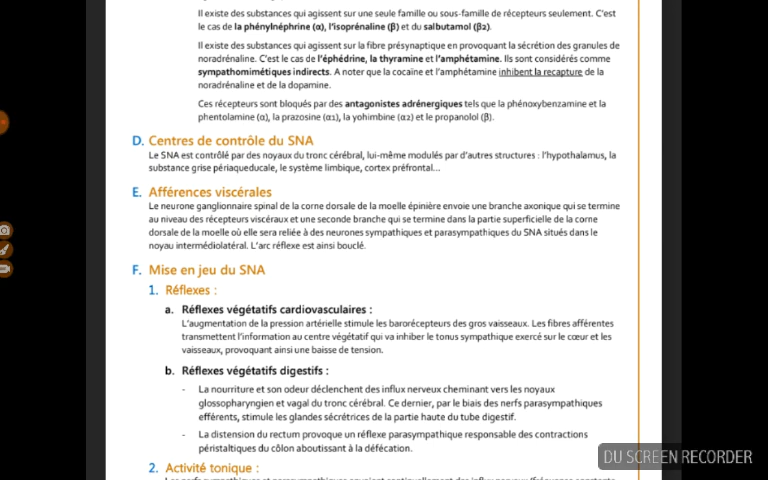 Il existe des substances qui agissent sur une seule famille ou sous-famille de récepteurs seulement. C'est
le cas de la phénylnéphrine (α), l'isoprénaline (β) et du salbutamol (β2).
Il existe des substances qui agissent sur la fibre présynaptique en provoquant la sécrétion des granules de
noradrénaline. C'est le cas de l'éphédrine, la thyramine et l'amphétamine. Ils sont considérés comme
sympathomimétiques indirects. A noter que la cocaïne et l'amphétamine inhibent la recapture de la
noradrénaline et de la dopamine.
Ces récepteurs sont bloqués par des antagonistes adrénergiques tels que la phénoxybenzamine et la
phentolamine (α), la prazosine (α1), la yohimbine (α2) et le propanolol (β).
D. Centres de contrôle du SNA
Le SNA est contrôlé par des noyaux du tronc cérébral, lui-même modulés par d'autres structures : l'hypothalamus, la
substance grise périaqueducale, le système limbique, cortex préfrontal...
E. Afférences viscérales
Le neurone ganglionnaire spinal de la corne dorsale de la moelle épinière envoie une branche axonique qui se termine
au niveau des récepteurs viscéraux et une seconde branche qui se termine dans la partie superficielle de la corne
dorsale de la moelle où elle sera reliée à des neurones sympathiques et parasympathiques du SNA situés dans le
noyau intermédiolatéral. L'arc réflexe est ainsi bouclé.
F. Mise en jeu du SNA
1. Réflexes :
a. Réflexes végétatifs cardiovasculaires :
L'augmentation de la pression artérielle stimule les barorécepteurs des gros vaisseaux. Les fibres afférentes
transmettent l'information au centre végétatif qui va inhiber le tonus sympathique exercé sur le cœur et les
vaisseaux, provoquant ainsi une baisse de tension.
b. Réflexes végétatifs digestifs :
- La nourriture et son odeur déclenchent des influx nerveux cheminant vers les noyaux
glossopharyngien et vagal du tronc cérébral. Ce dernier, par le biais des nerfs parasympathiques
efférents, stimule les glandes sécrétrices de la partie haute du tube digestif.
- La distension du rectum provoque un réflexe parasympathique responsable des contractions
péristaltiques du côlon aboutissant à la défécation.
DU SCREEN RECORDER
2. Activité tonique :